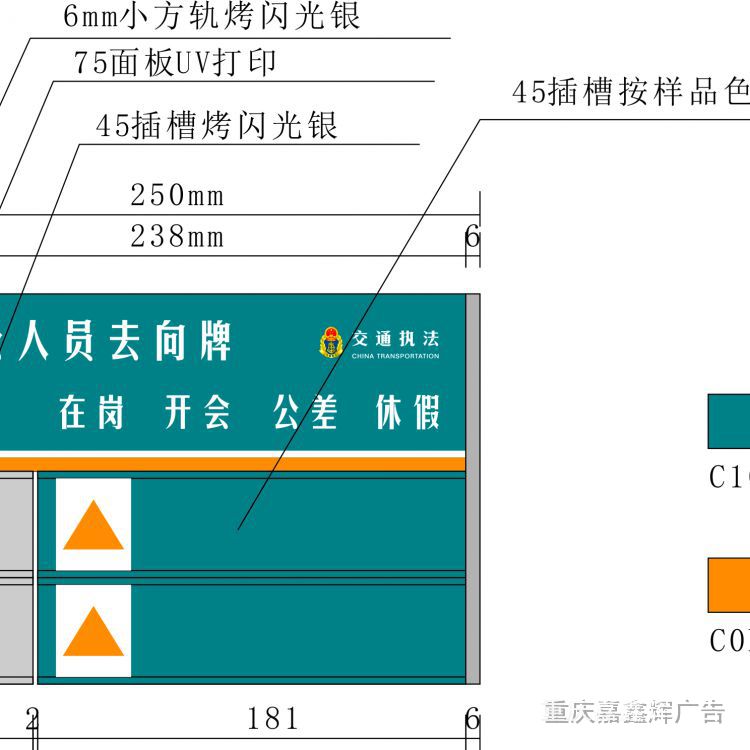 6mm小方轨烤闪光银
75面板UV打印
45插槽按样品色
45插槽烤闪光银
250mm
238mm
6
人员去向牌
交通执法
CHINA TRANSPORTATION
在岗 开会 公差 休假
2
181
6
重庆嘉鑫辉广告